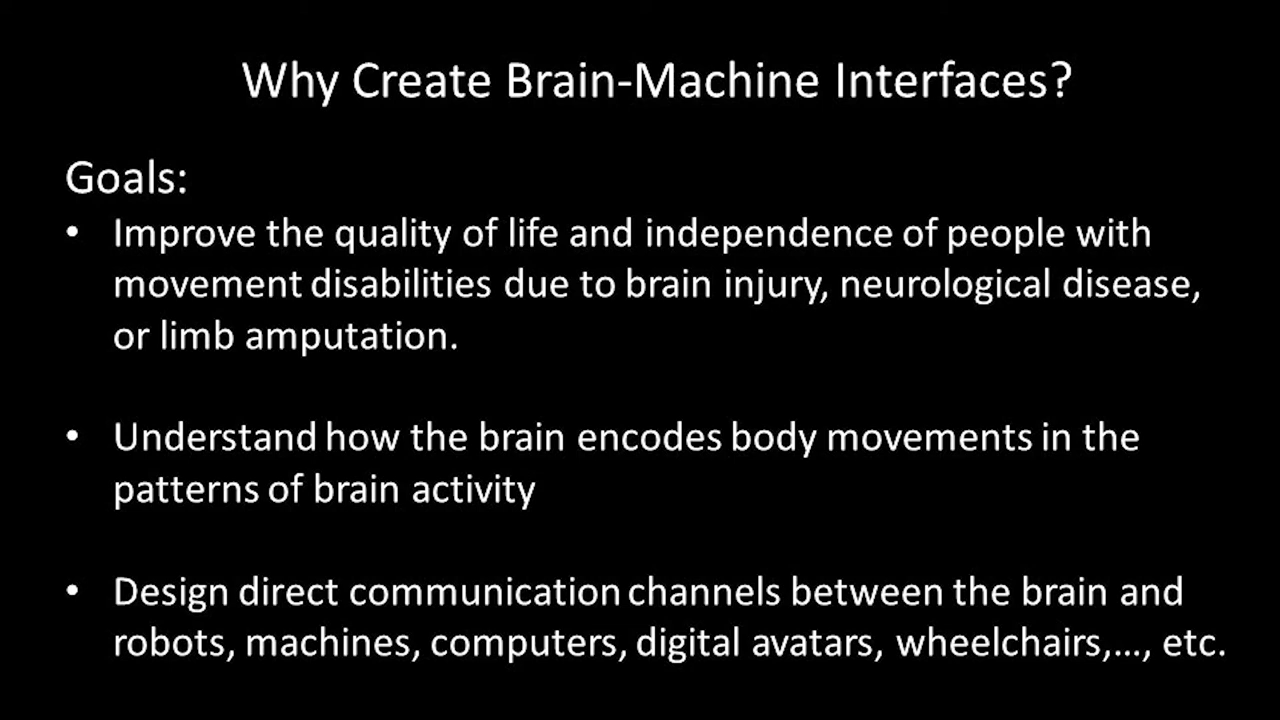 Why Create Brain-Machine Interfaces?
Goals:
• Improve the quality of life and independence of people with
movement disabilities due to brain injury, neurological disease,
or limb amputation.
• Understand how the brain encodes body movements in the
patterns of brain activity
• Design direct communication channels between the brain and
robots, machines, computers, digital avatars, wheelchairs,..., etc.